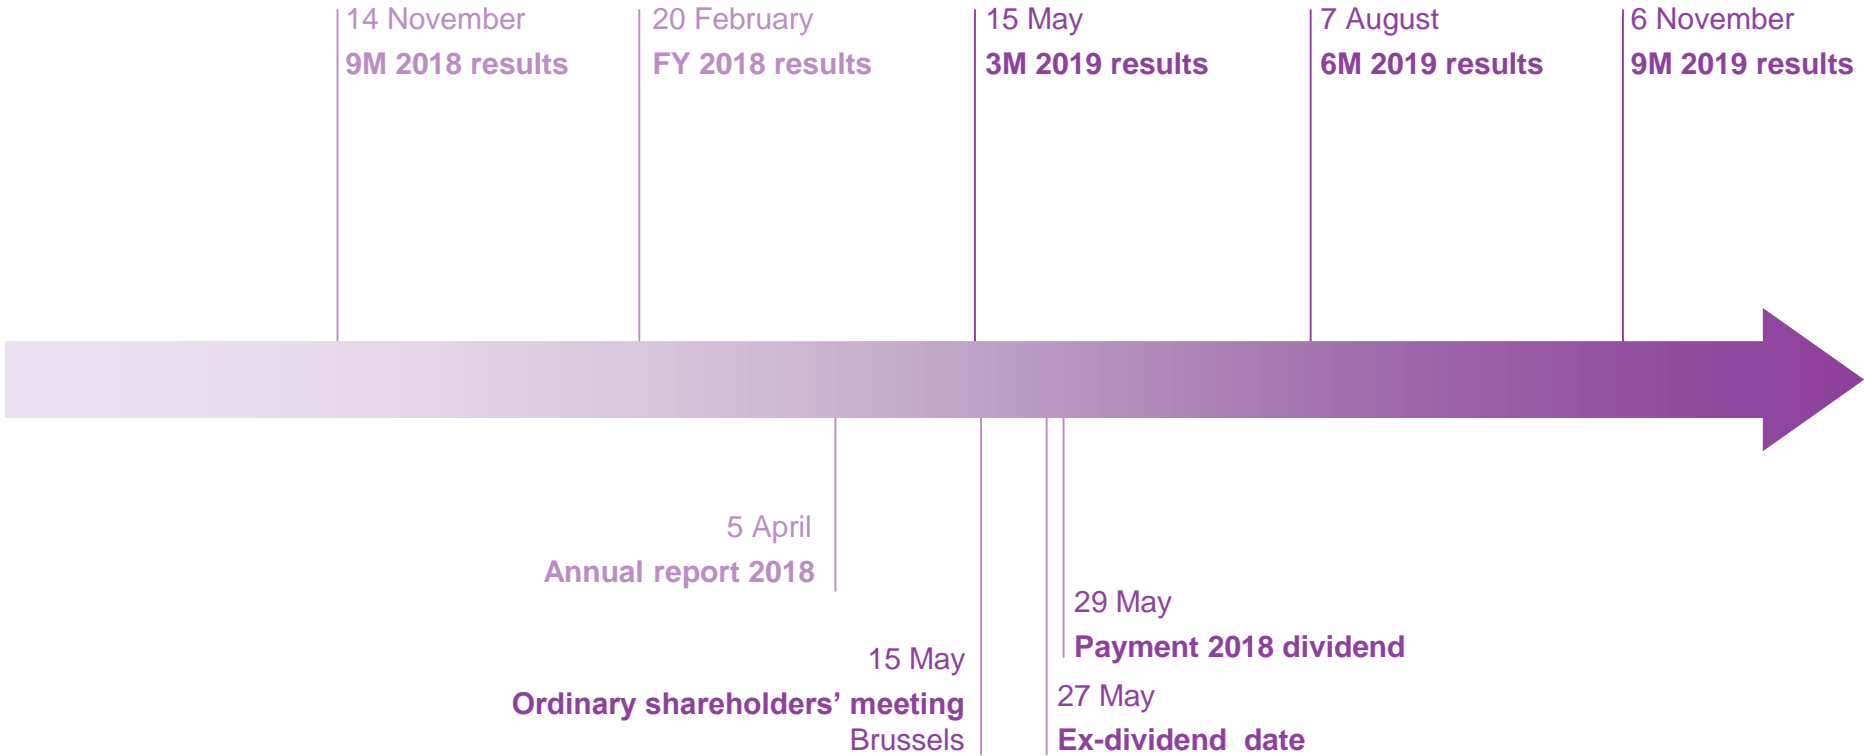 14 November
9M 2018 results
20 February
FY 2018 results
15 May
3M 2019 results
7 August
6M 2019 results
6 November
9M 2019 results
5 April
Annual report 2018
15 May
Ordinary shareholders’ meeting
Brussels
29 May
Payment 2018 dividend
27 May
Ex-dividend date